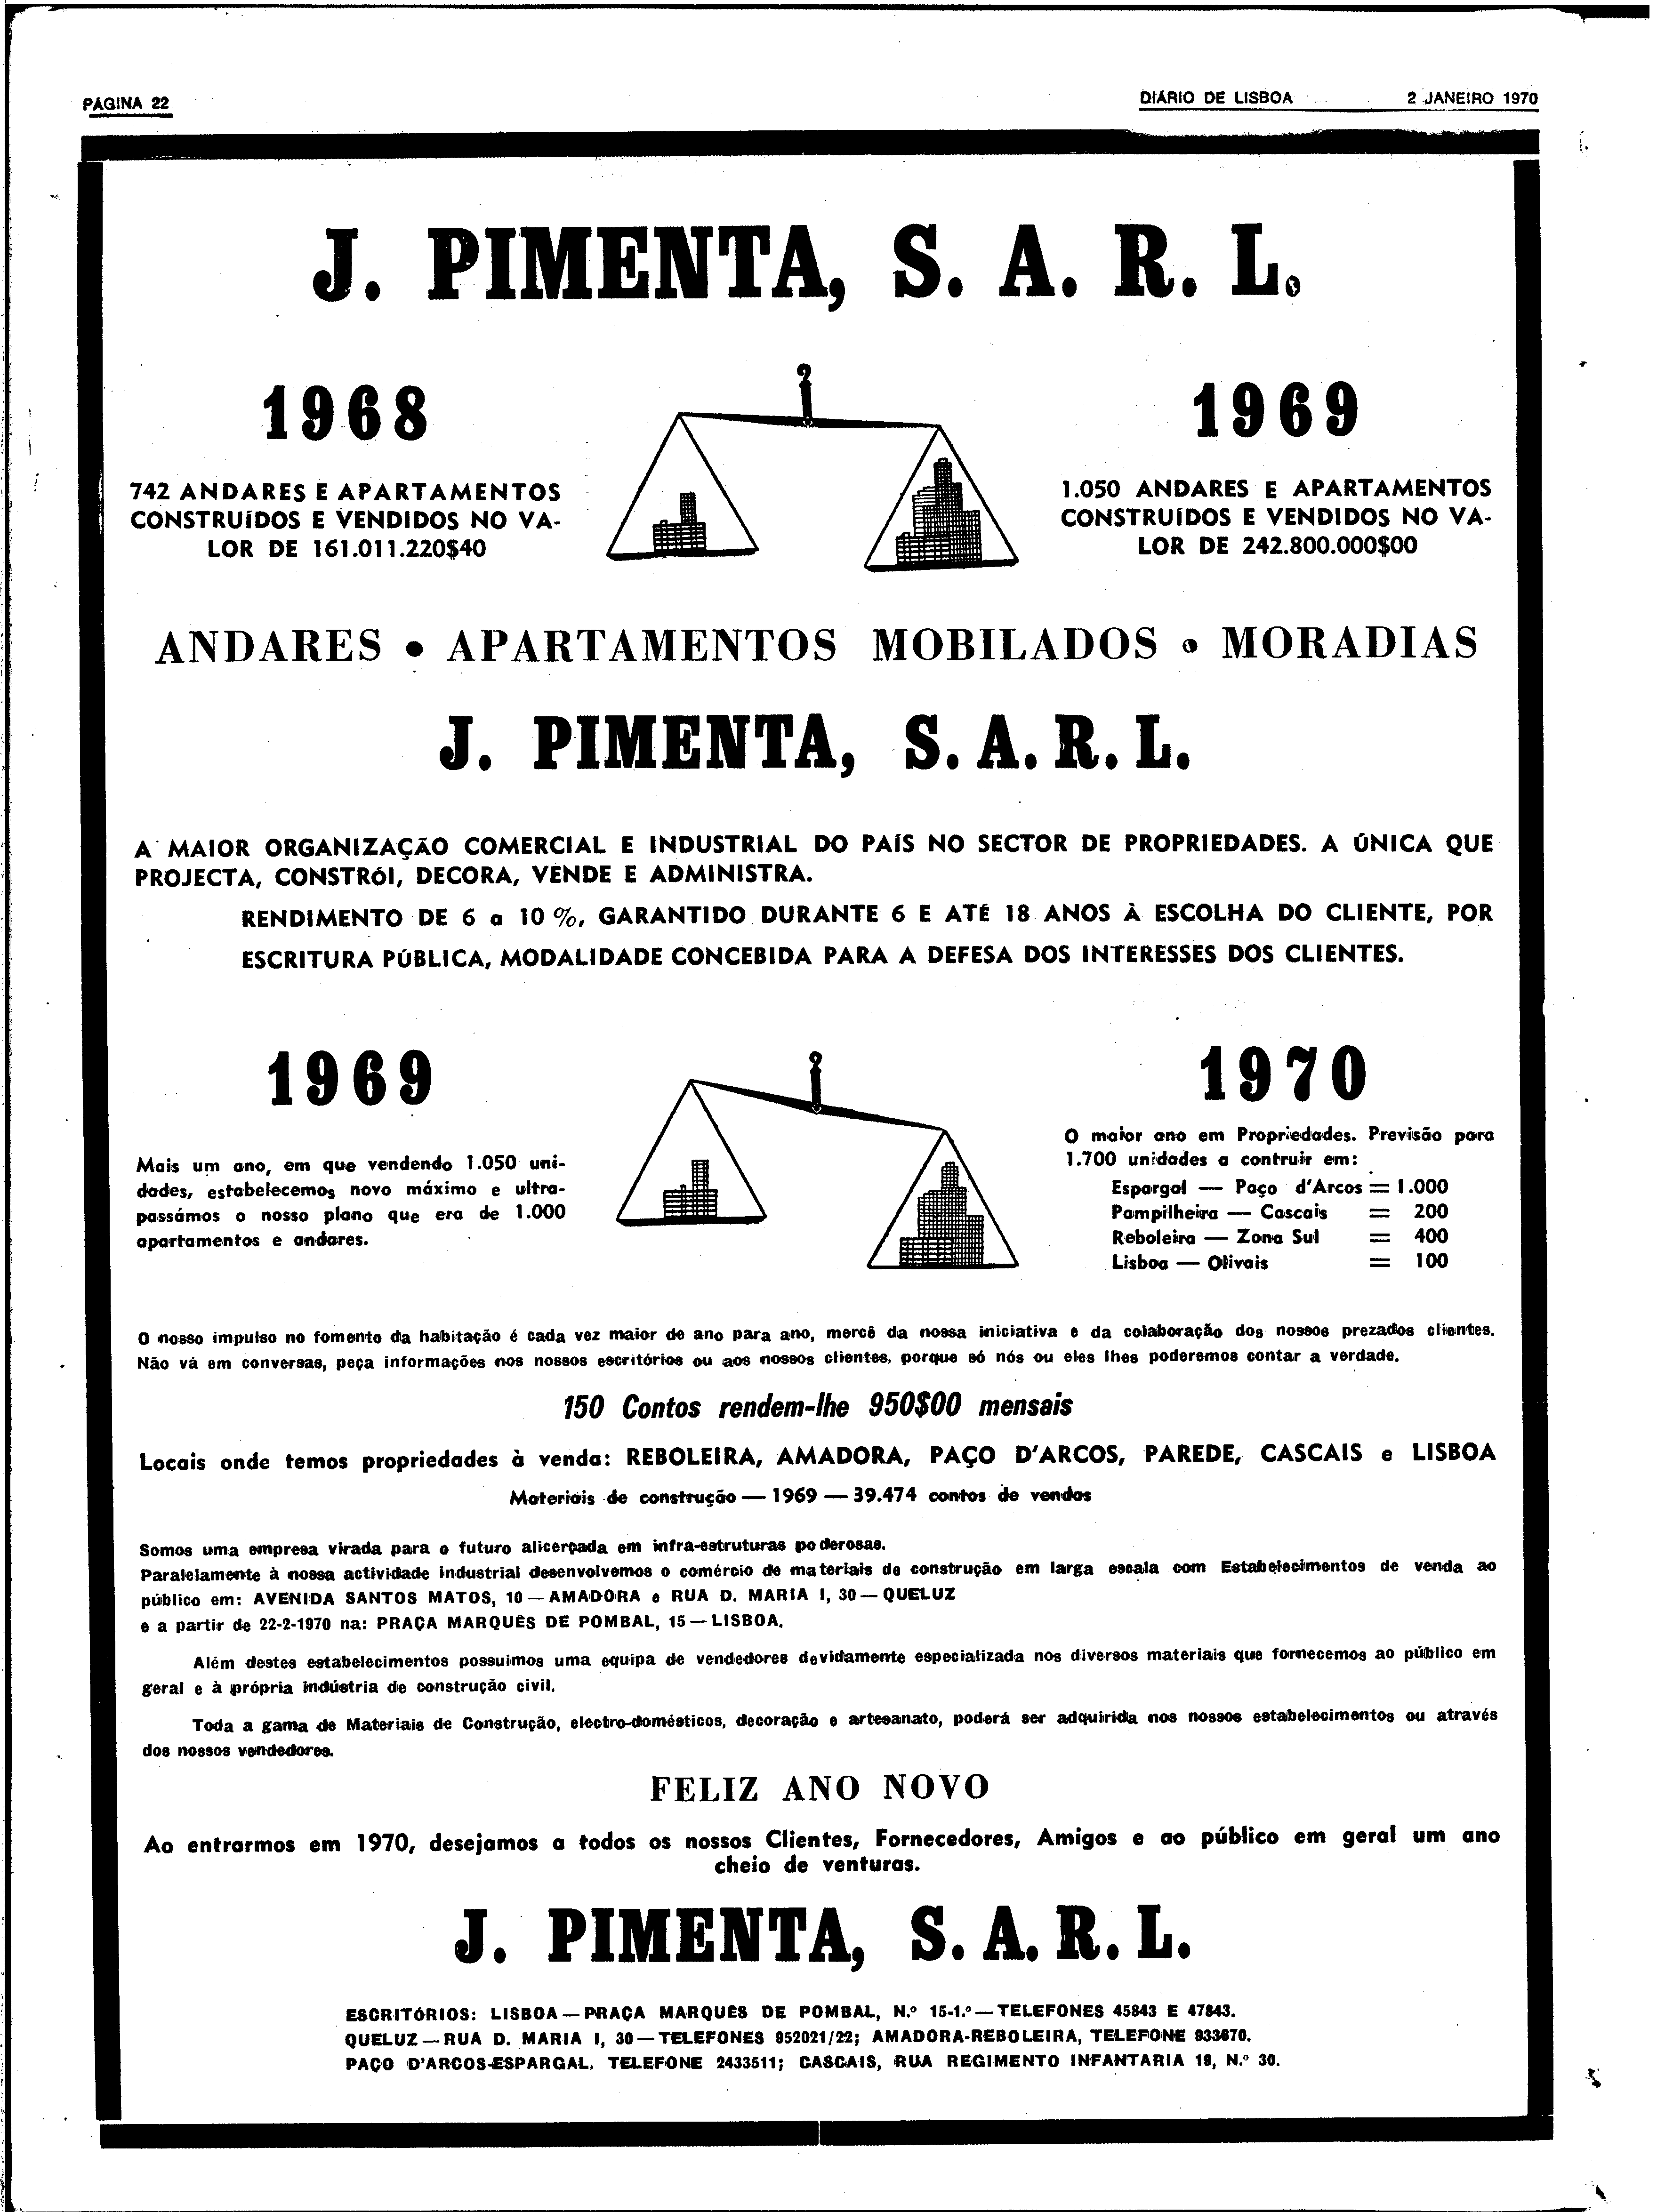 PÁGINA 22
DIÁRIO DE LISBOA 2 JANEIRO 1970
J. PIMENTA, S. A. R. L.
1968
742 ANDARES E APARTAMENTOS
CONSTRUÍDOS E VENDIDOS NO VA-
LOR DE 161.011.220$40
1969
1.050 ANDARES E APARTAMENTOS
CONSTRUÍDOS E VENDIDOS NO VA-
LOR DE 242.800.000$00
ANDARES • APARTAMENTOS MOBILADOS • MORADIAS
J. PIMENTA, S. A. R. L.
A MAIOR ORGANIZAÇÃO COMERCIAL E INDUSTRIAL DO PAÍS NO SECTOR DE PROPRIEDADES. A ÚNICA QUE
PROJECTA, CONSTRÓI, DECORA, VENDE E ADMINISTRA.
RENDIMENTO DE 6 a 10 %, GARANTIDO DURANTE 6 E ATÉ 18 ANOS À ESCOLHA DO CLIENTE, POR
ESCRITURA PÚBLICA, MODALIDADE CONCEBIDA PARA A DEFESA DOS INTERESSES DOS CLIENTES.
1969
Mais um ano, em que vendendo 1.050 uni-
dades, estabelecemos novo máximo e ultra-
passámos o nosso plano que era de 1.000
apartamentos e andares.
1970
O maior ano em Propriedades. Previsão para
1.700 unidades a contruir em:
Espargal — Paço d'Arcos = 1.000
Pampilheira — Cascais = 200
Reboleira — Zona Sul = 400
Lisboa — Olivais = 100
O nosso impulso no fomento da habitação é cada vez maior de ano para ano, mercê da nossa iniciativa e da colaboração dos nossos prezados clientes.
Não vá em conversas, peça informações nos nossos escritórios ou aos nossos clientes, porque só nós ou eles lhes poderemos contar a verdade.
150 Contos rendem-lhe 950$00 mensais
Locais onde temos propriedades à venda: REBOLEIRA, AMADORA, PAÇO D'ARCOS, PAREDE, CASCAIS e LISBOA
Materiais de construção — 1969 — 39.474 contos de vendas
Somos uma empresa virada para o futuro alicerçada em infra-estruturas poderosas.
Paralelamente à nossa actividade industrial desenvolvemos o comércio de materiais de construção em larga escala com Estabelecimentos de venda ao
público em: AVENIDA SANTOS MATOS, 10 — AMADORA e RUA D. MARIA I, 30 — QUELUZ
e a partir de 22-2-1970 na: PRAÇA MARQUÊS DE POMBAL, 15 — LISBOA.
Além destes estabelecimentos possuimos uma equipa de vendedores devidamente especializada nos diversos materiais que fornecemos ao público em
geral e à própria indústria de construção civil.
Toda a gama de Materiais de Construção, electro-domésticos, decoração e artesanato, poderá ser adquirida nos nossos estabelecimentos ou através
dos nossos vendedores.
FELIZ ANO NOVO
Ao entrarmos em 1970, desejamos a todos os nossos Clientes, Fornecedores, Amigos e ao público em geral um ano
cheio de venturas.
J. PIMENTA, S. A. R. L.
ESCRITÓRIOS: LISBOA — PRAÇA MARQUÊS DE POMBAL, N.º 15-1.º — TELEFONES 45843 E 47843.
QUELUZ — RUA D. MARIA I, 30 — TELEFONES 952021/22; AMADORA-REBOLEIRA, TELEFONE 933670.
PAÇO D'ARCOS-ESPARGAL, TELEFONE 2433511; CASCAIS, RUA REGIMENTO INFANTARIA 19, N.º 30.